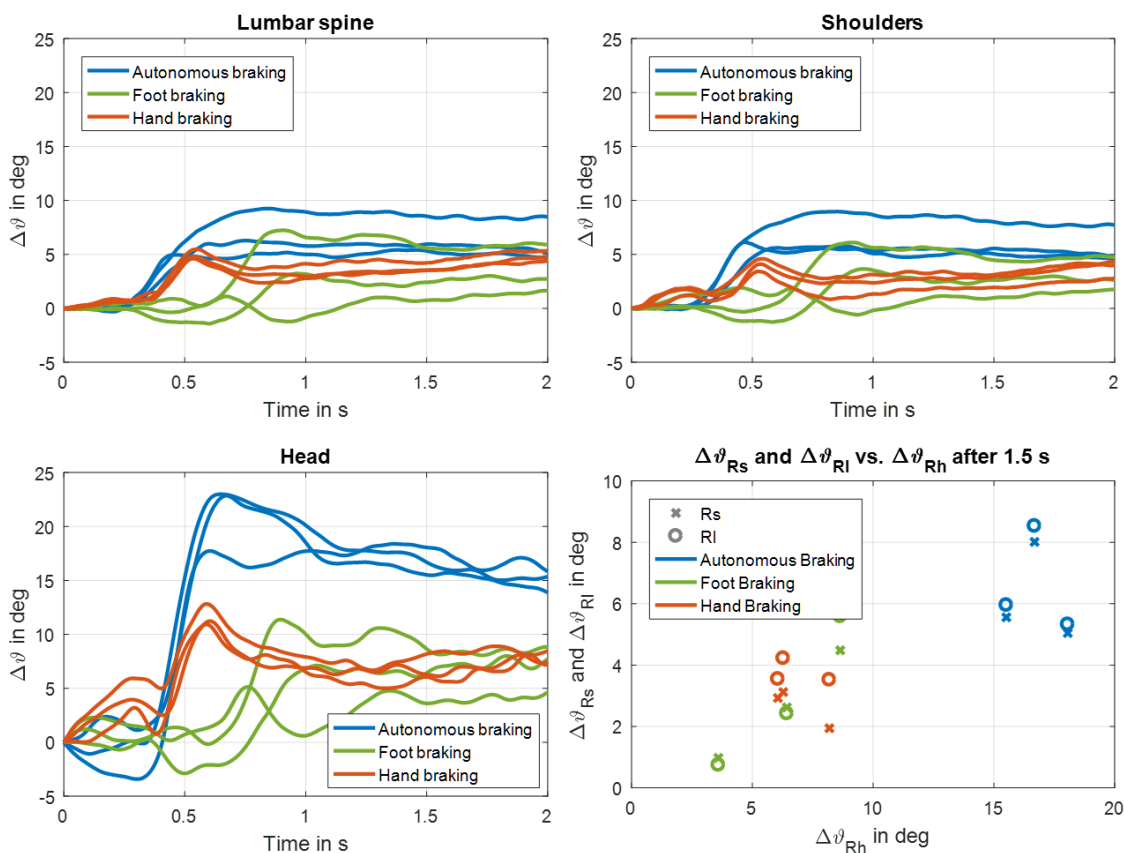 Lumbar spine
25
20
15
10
5
0
-5
Δϑ in deg
Autonomous braking
Foot braking
Hand braking
0 0.5 1 1.5 2
Time in s
Shoulders
25
20
15
10
5
0
-5
Δϑ in deg
Autonomous braking
Foot braking
Hand braking
0 0.5 1 1.5 2
Time in s
Head
25
20
15
10
5
0
-5
Δϑ in deg
Autonomous braking
Foot braking
Hand braking
0 0.5 1 1.5 2
Time in s
Δϑ_Rs and Δϑ_Rl vs. Δϑ_Rh after 1.5 s
10
8
6
4
2
0
Δϑ_Rs and Δϑ_Rl in deg
Rs
Rl
Autonomous Braking
Foot Braking
Hand Braking
0 5 10 15 20
Δϑ_Rh in deg